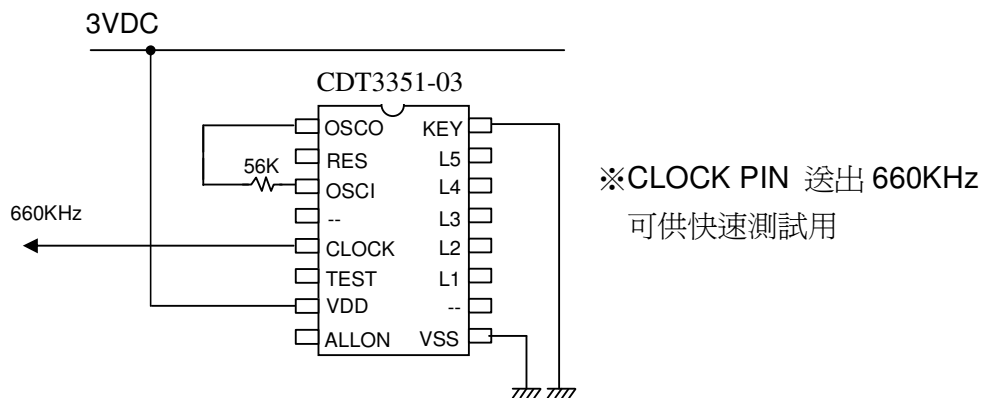 3VDC
CDT3351-03
OSCO KEY
RES L5
56K
OSCI L4
-- L3
660KHz
CLOCK L2
TEST L1
VDD --
ALLON VSS
※CLOCK PIN 送出 660KHz
可供快速測試用